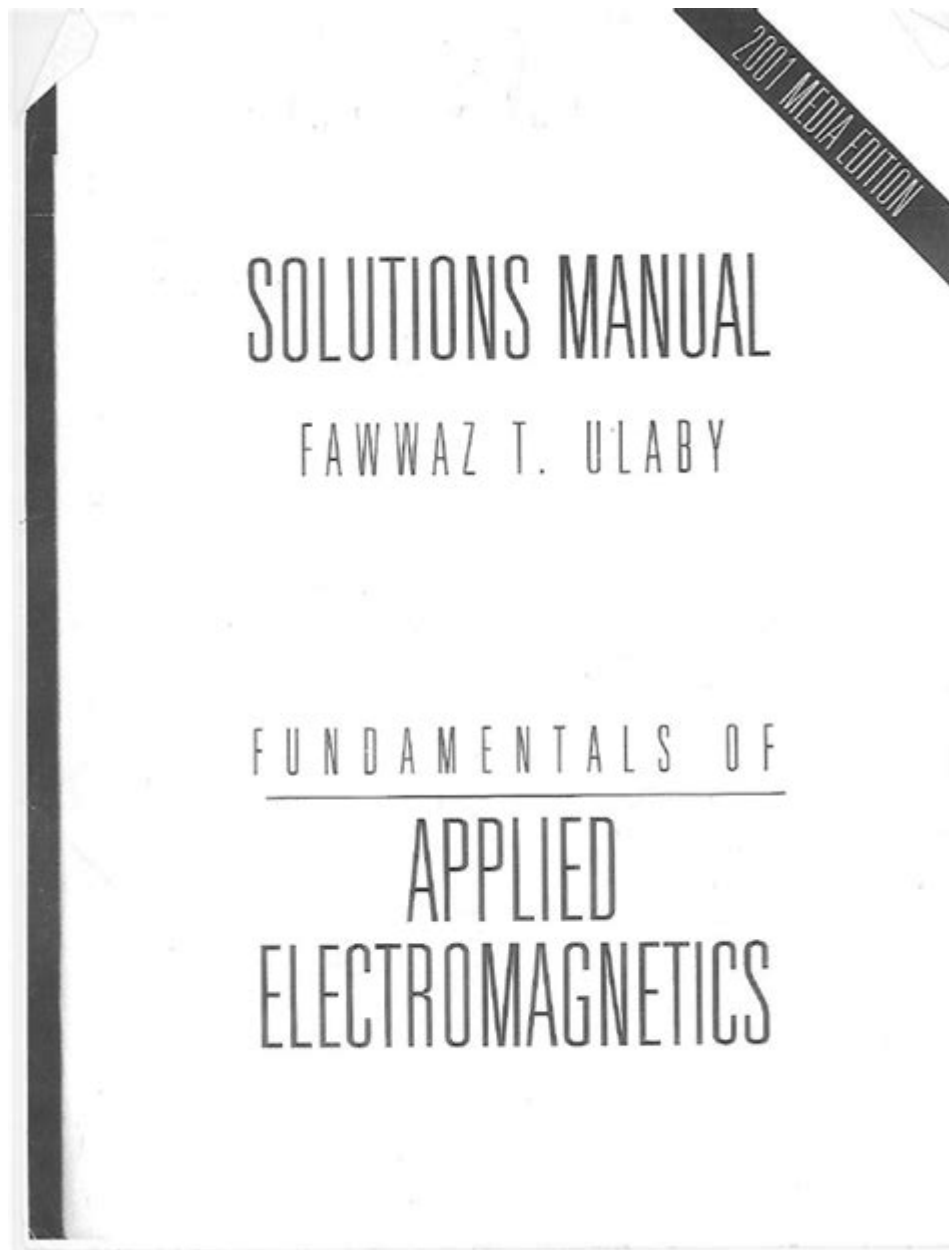 2001 MEDIA EDITION
SOLUTIONS MANUAL
FAWWAZ T. ULABY
FUNDAMENTALS OF
APPLIED
ELECTROMAGNETICS